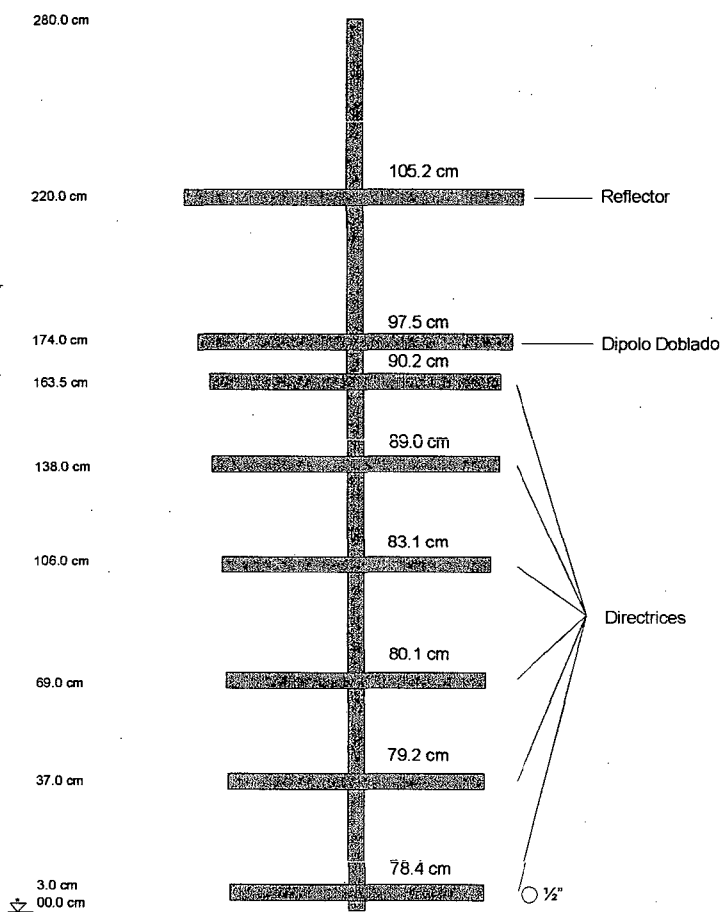 280.0 cm
105.2 cm
220.0 cm
Reflector
97.5 cm
174.0 cm
Dipolo Doblado
90.2 cm
163.5 cm
89.0 cm
138.0 cm
83.1 cm
106.0 cm
Directrices
80.1 cm
69.0 cm
79.2 cm
37.0 cm
78.4 cm
3.0 cm
½"
00.0 cm